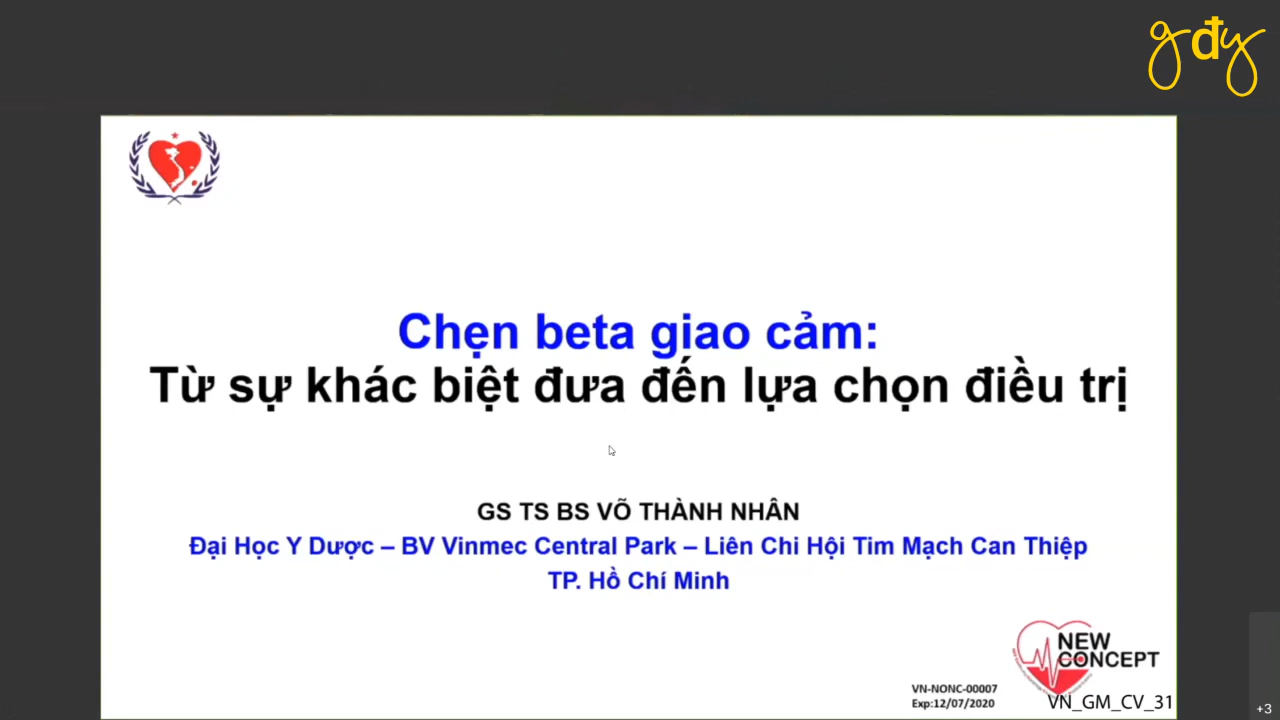 gđy
Chẹn beta giao cảm:
Từ sự khác biệt đưa đến lựa chọn điều trị
GS TS BS VÕ THÀNH NHÂN
Đại Học Y Dược – BV Vinmec Central Park – Liên Chi Hội Tim Mạch Can Thiệp
TP. Hồ Chí Minh
NEW
CONCEPT
VN-NONC-00007
Exp:12/07/2020
VN_GM_CV_31
+3